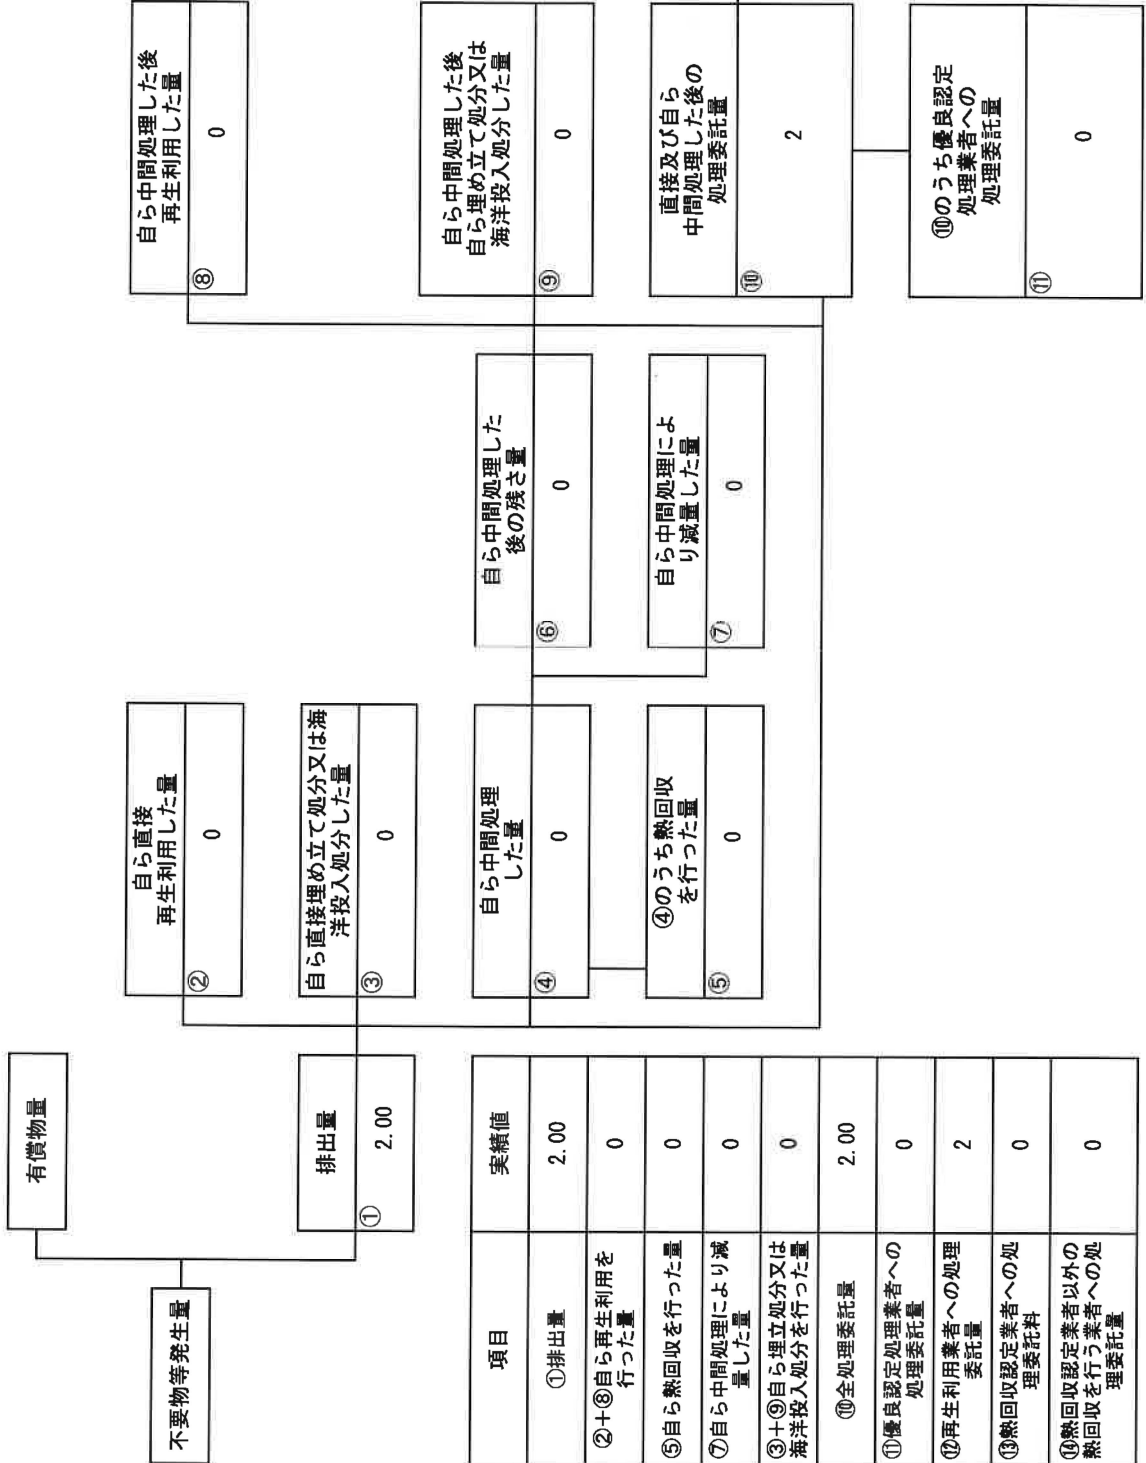 不要物等発生量
有償物量
排出量
①
2.00
自ら直接
再生利用した量
②
0
自ら直接埋め立て処分又は海
洋投入処分した量
③
0
自ら中間処理
した量
④
0
④のうち熱回収
を行った量
⑤
0
自ら中間処理した
後の残さ量
⑥
0
自ら中間処理によ
り減量した量
⑦
0
自ら中間処理した後
再生利用した量
⑧
0
自ら中間処理した後
自ら埋め立て処分又は
海洋投入処分した量
⑨
0
直接及び自ら
中間処理した後の
処理委託量
⑩
2
⑩のうち優良認定
処理業者への
処理委託量
⑪
0
項目 実績値
①排出量 2.00
②+⑧自ら再生利用を
行った量 0
⑤自ら熱回収を行った量 0
⑦自ら中間処理により減
量した量 0
③+⑨自ら埋立処分又は
海洋投入処分を行った量 0
⑩全処理委託量 2.00
⑪優良認定処理業者への
処理委託量 0
⑫再生利用業者への処理
委託量 2
⑬熱回収認定業者への処
理委託料 0
⑭熱回収認定業者以外の
熱回収を行う業者への処
理委託量 0